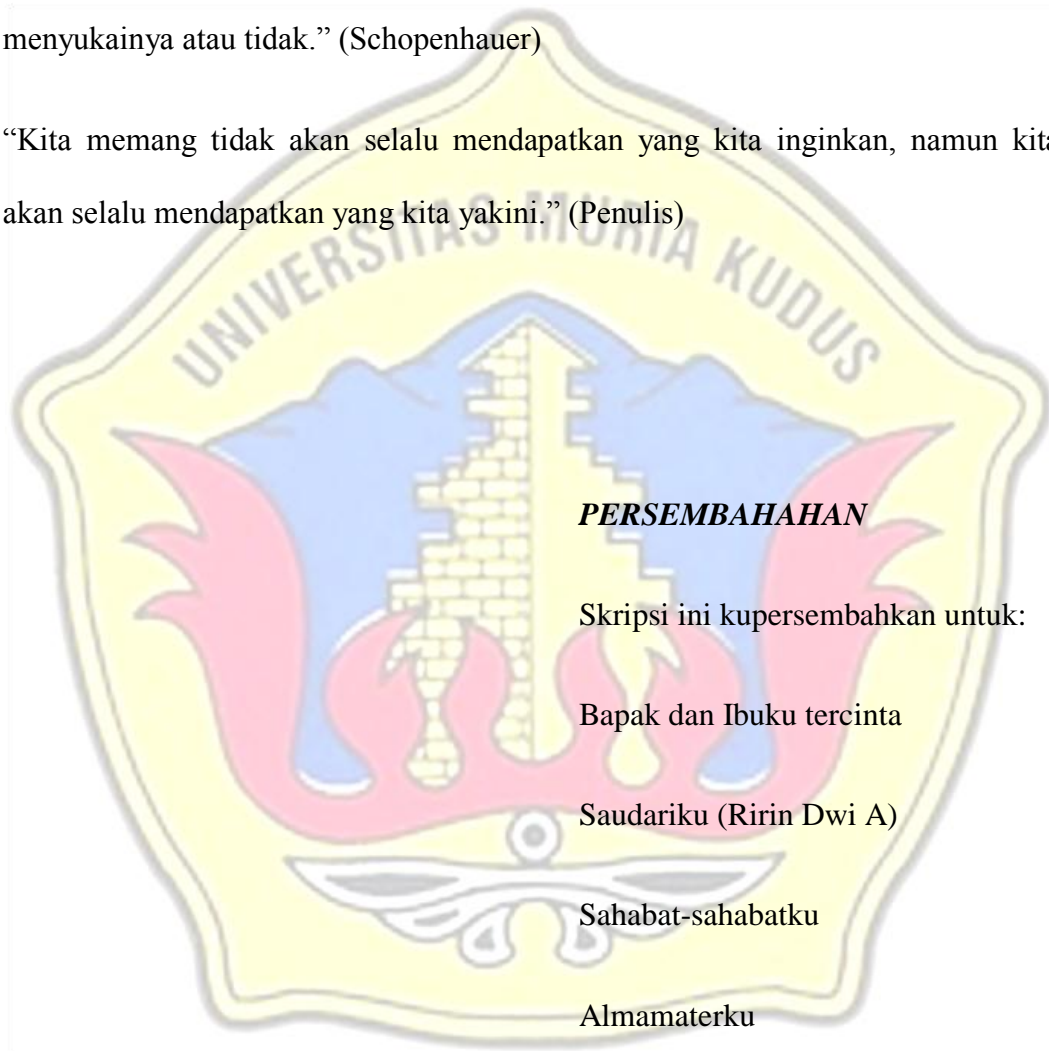 menyukainya atau tidak.” (Schopenhauer)
“Kita memang tidak akan selalu mendapatkan yang kita inginkan, namun kita
akan selalu mendapatkan yang kita yakini.” (Penulis)
UNIVERSITAS MURIA KUDUS
PERSEMBAHAHAN
Skripsi ini kupersembahkan untuk:
Bapak dan Ibuku tercinta
Saudariku (Ririn Dwi A)
Sahabat-sahabatku
Almamaterku